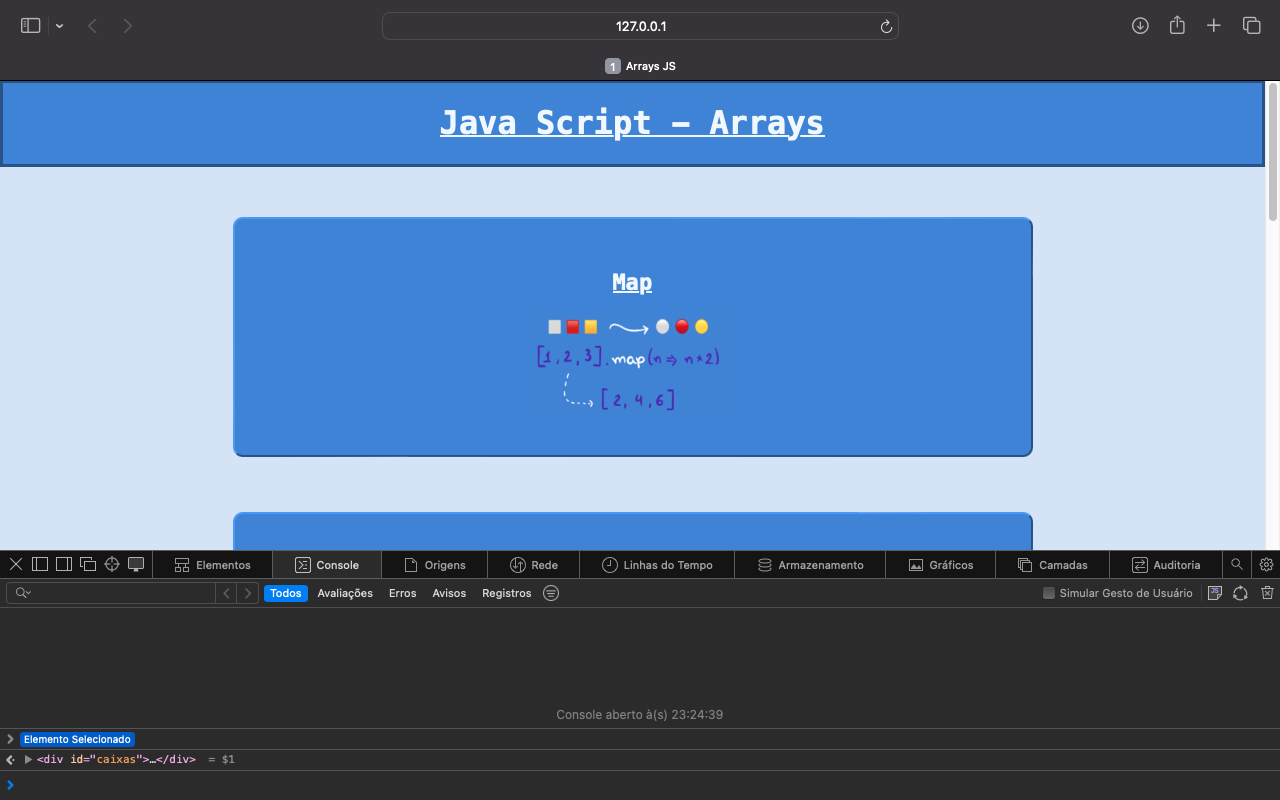 127.0.0.1
1 Arrays JS
Java Script - Arrays
Map
[1, 2, 3].map(n => n*2)
[2, 4, 6]
Elementos
Console
Origens
Rede
Linhas do Tempo
Armazenamento
Gráficos
Camadas
Auditoria
Todos Avaliações Erros Avisos Registros
Simular Gesto de Usuário
JS
Console aberto à(s) 23:24:39
Elemento Selecionado
<div id="caixas">…</div> = $1